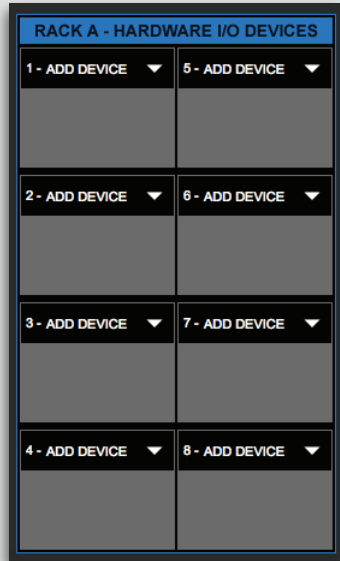 RACK A - HARDWARE I/O DEVICES
1 - ADD DEVICE
5 - ADD DEVICE
2 - ADD DEVICE
6 - ADD DEVICE
3 - ADD DEVICE
7 - ADD DEVICE
4 - ADD DEVICE
8 - ADD DEVICE